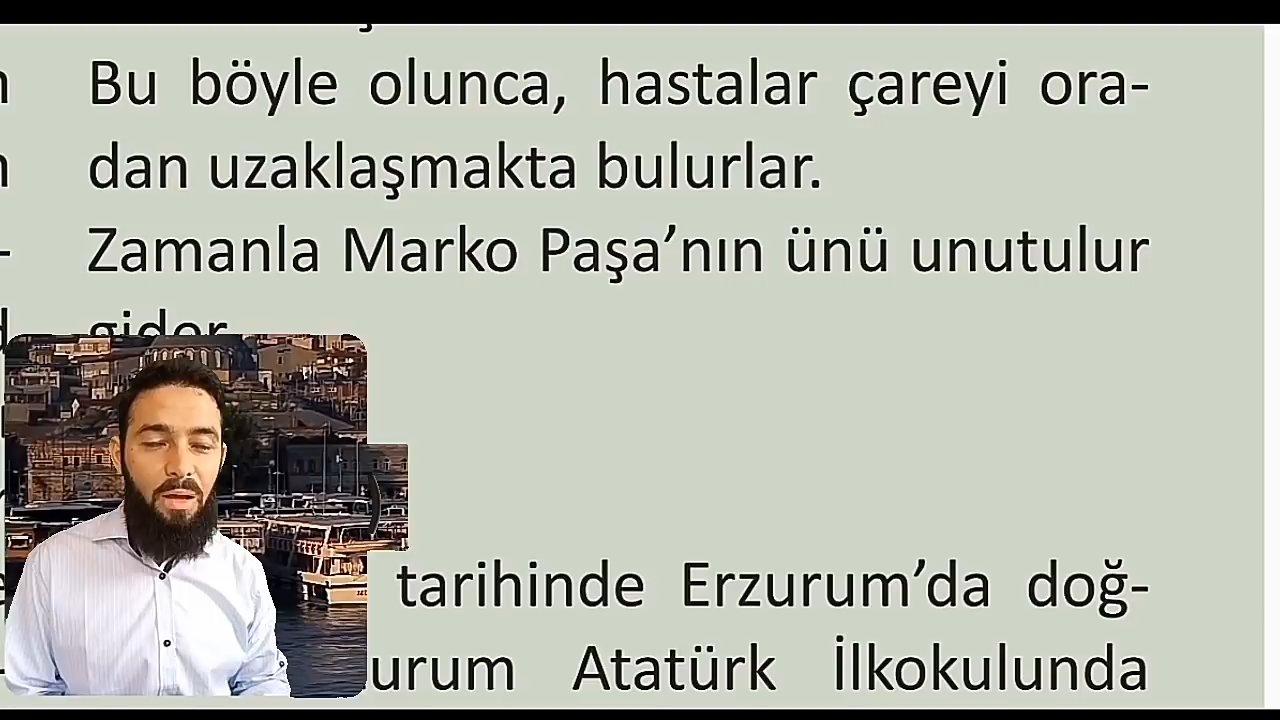 Bu böyle olunca, hastalar çareyi ora-
dan uzaklaşmakta bulurlar.
Zamanla Marko Paşa’nın ünü unutulur
gider
tarihinde Erzurum’da doğ-
urum Atatürk İlkokulunda